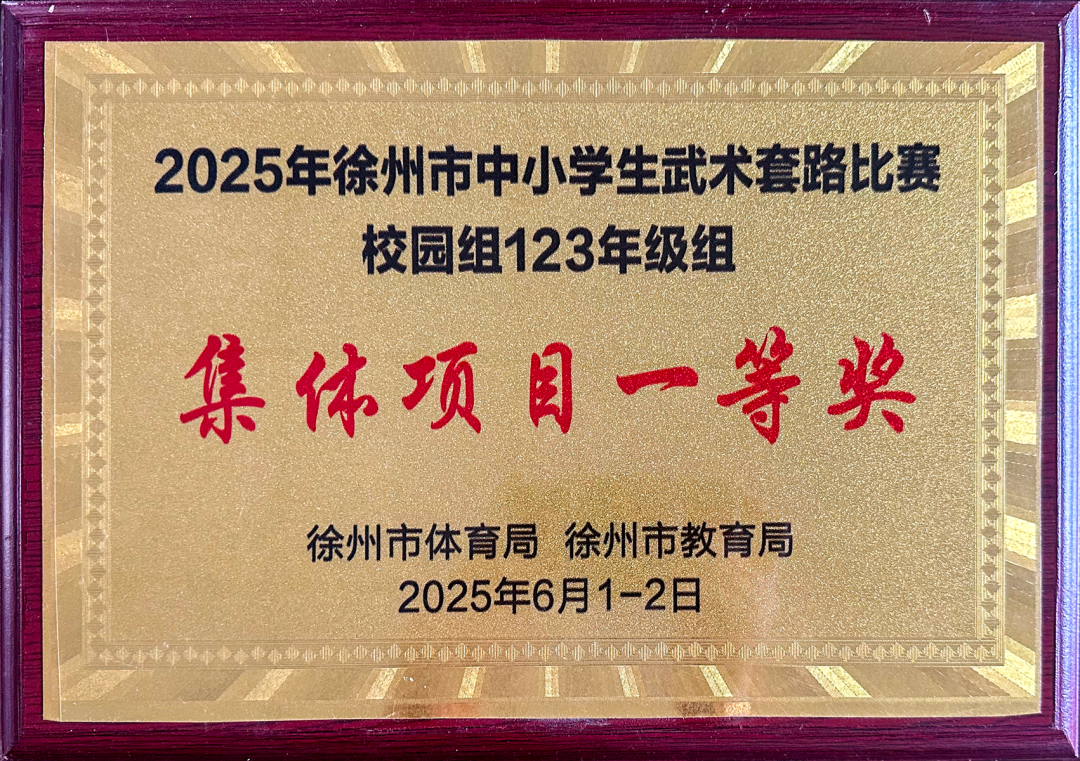 2025年徐州市中小学生武术套路比赛
校园组123年级组
集体项目一等奖
徐州市体育局 徐州市教育局
2025年6月1-2日